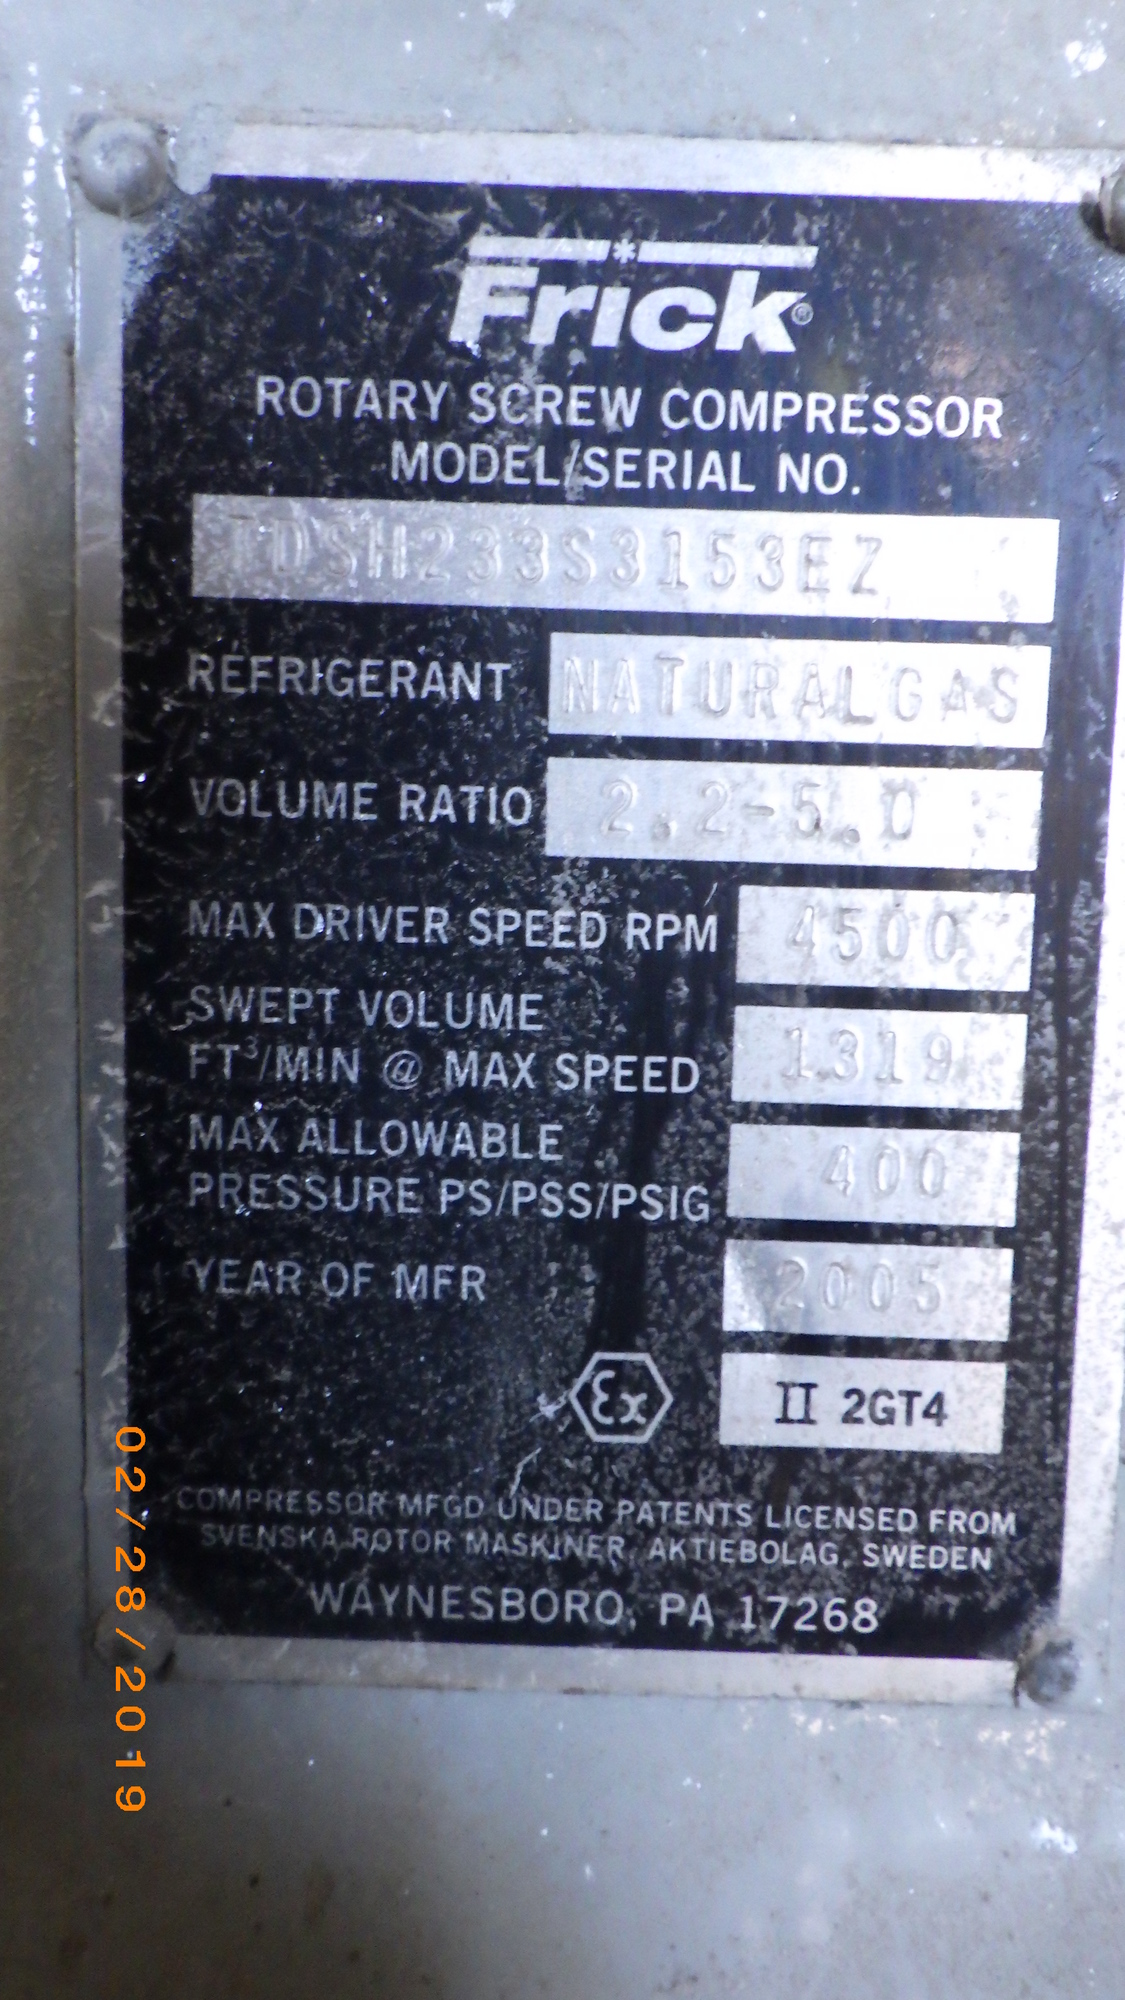 Frick®
ROTARY SCREW COMPRESSOR
MODEL/SERIAL NO.
TDSH233S3153EZ
REFRIGERANT NATURALGAS
VOLUME RATIO 2.2-5.0
MAX DRIVER SPEED RPM 4500
SWEPT VOLUME
FT³/MIN @ MAX SPEED 1319
MAX ALLOWABLE
PRESSURE PS/PSS/PSIG 400
YEAR OF MFR 2005
Ex II 2GT4
COMPRESSOR MFGD UNDER PATENTS LICENSED FROM
SVENSKA ROTOR MASKINER, AKTIEBOLAG, SWEDEN
WAYNESBORO, PA 17268
02/28/2019